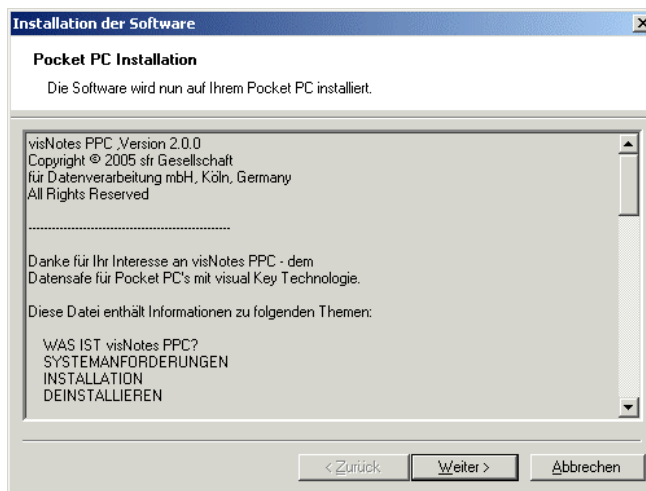 Installation der Software
Pocket PC Installation
Die Software wird nun auf Ihrem Pocket PC installiert.
visNotes PPC ,Version 2.0.0
Copyright © 2005 sfr Gesellschaft
für Datenverarbeitung mbH, Köln, Germany
All Rights Reserved
----------------------------------------------------
Danke für Ihr Interesse an visNotes PPC - dem
Datensafe für Pocket PC's mit visual Key Technologie.
Diese Datei enthält Informationen zu folgenden Themen:
WAS IST visNotes PPC?
SYSTEMANFORDERUNGEN
INSTALLATION
DEINSTALLIEREN
< Zurück
Weiter >
Abbrechen